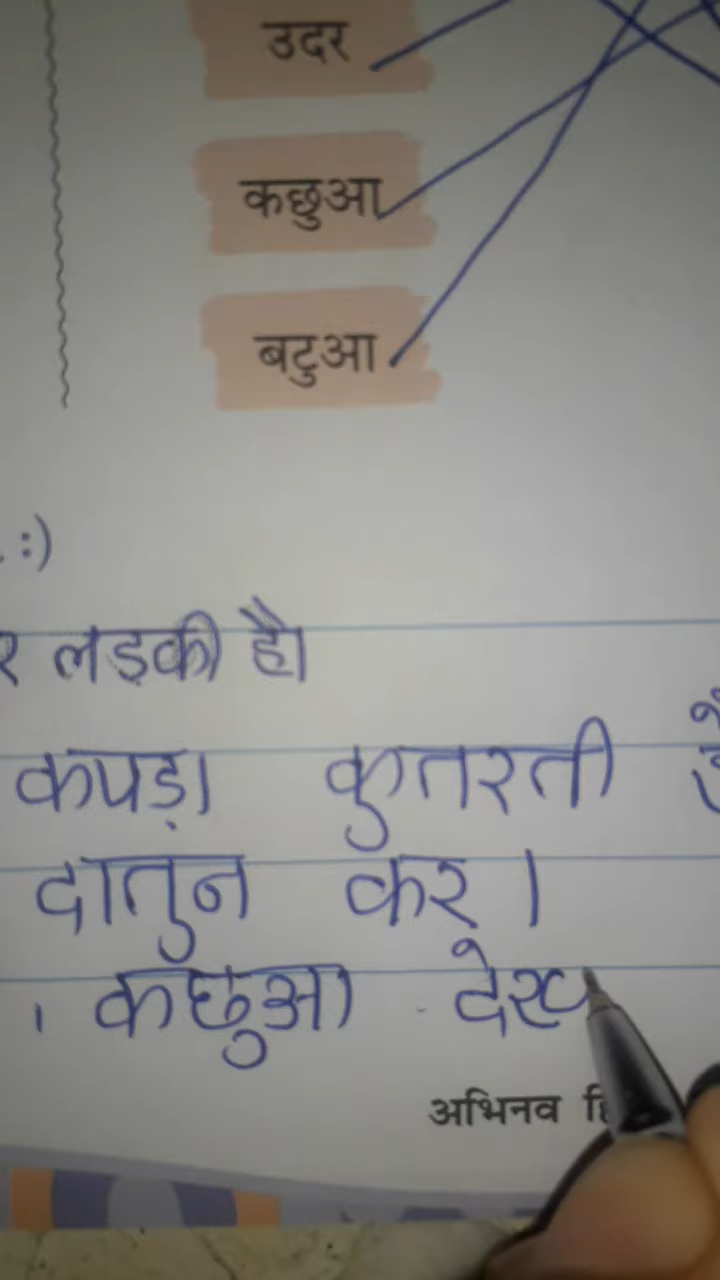 उदर
कछुआ
बटुआ
:)
लड़की है।
कपड़ा कुतरती
दातुन कर।
कछुआ देख
अभिनव